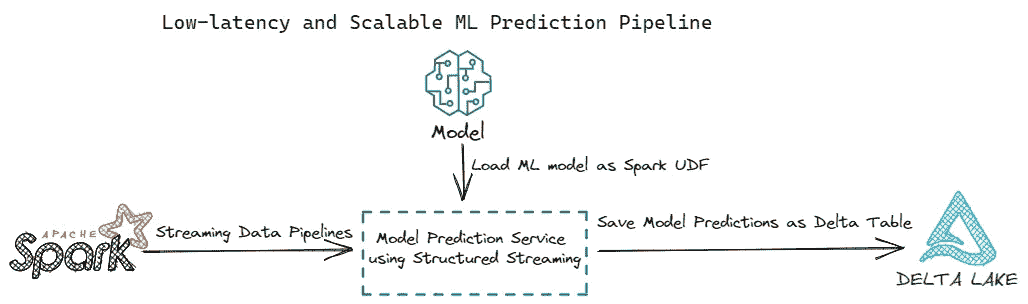 Low-latency and Scalable ML Prediction Pipeline
Model
Load ML model as Spark UDF
APACHE
Spark
Streaming Data Pipelines
Model Prediction Service
using Structured Streaming
Save Model Predictions as Delta Table
DELTA LAKE